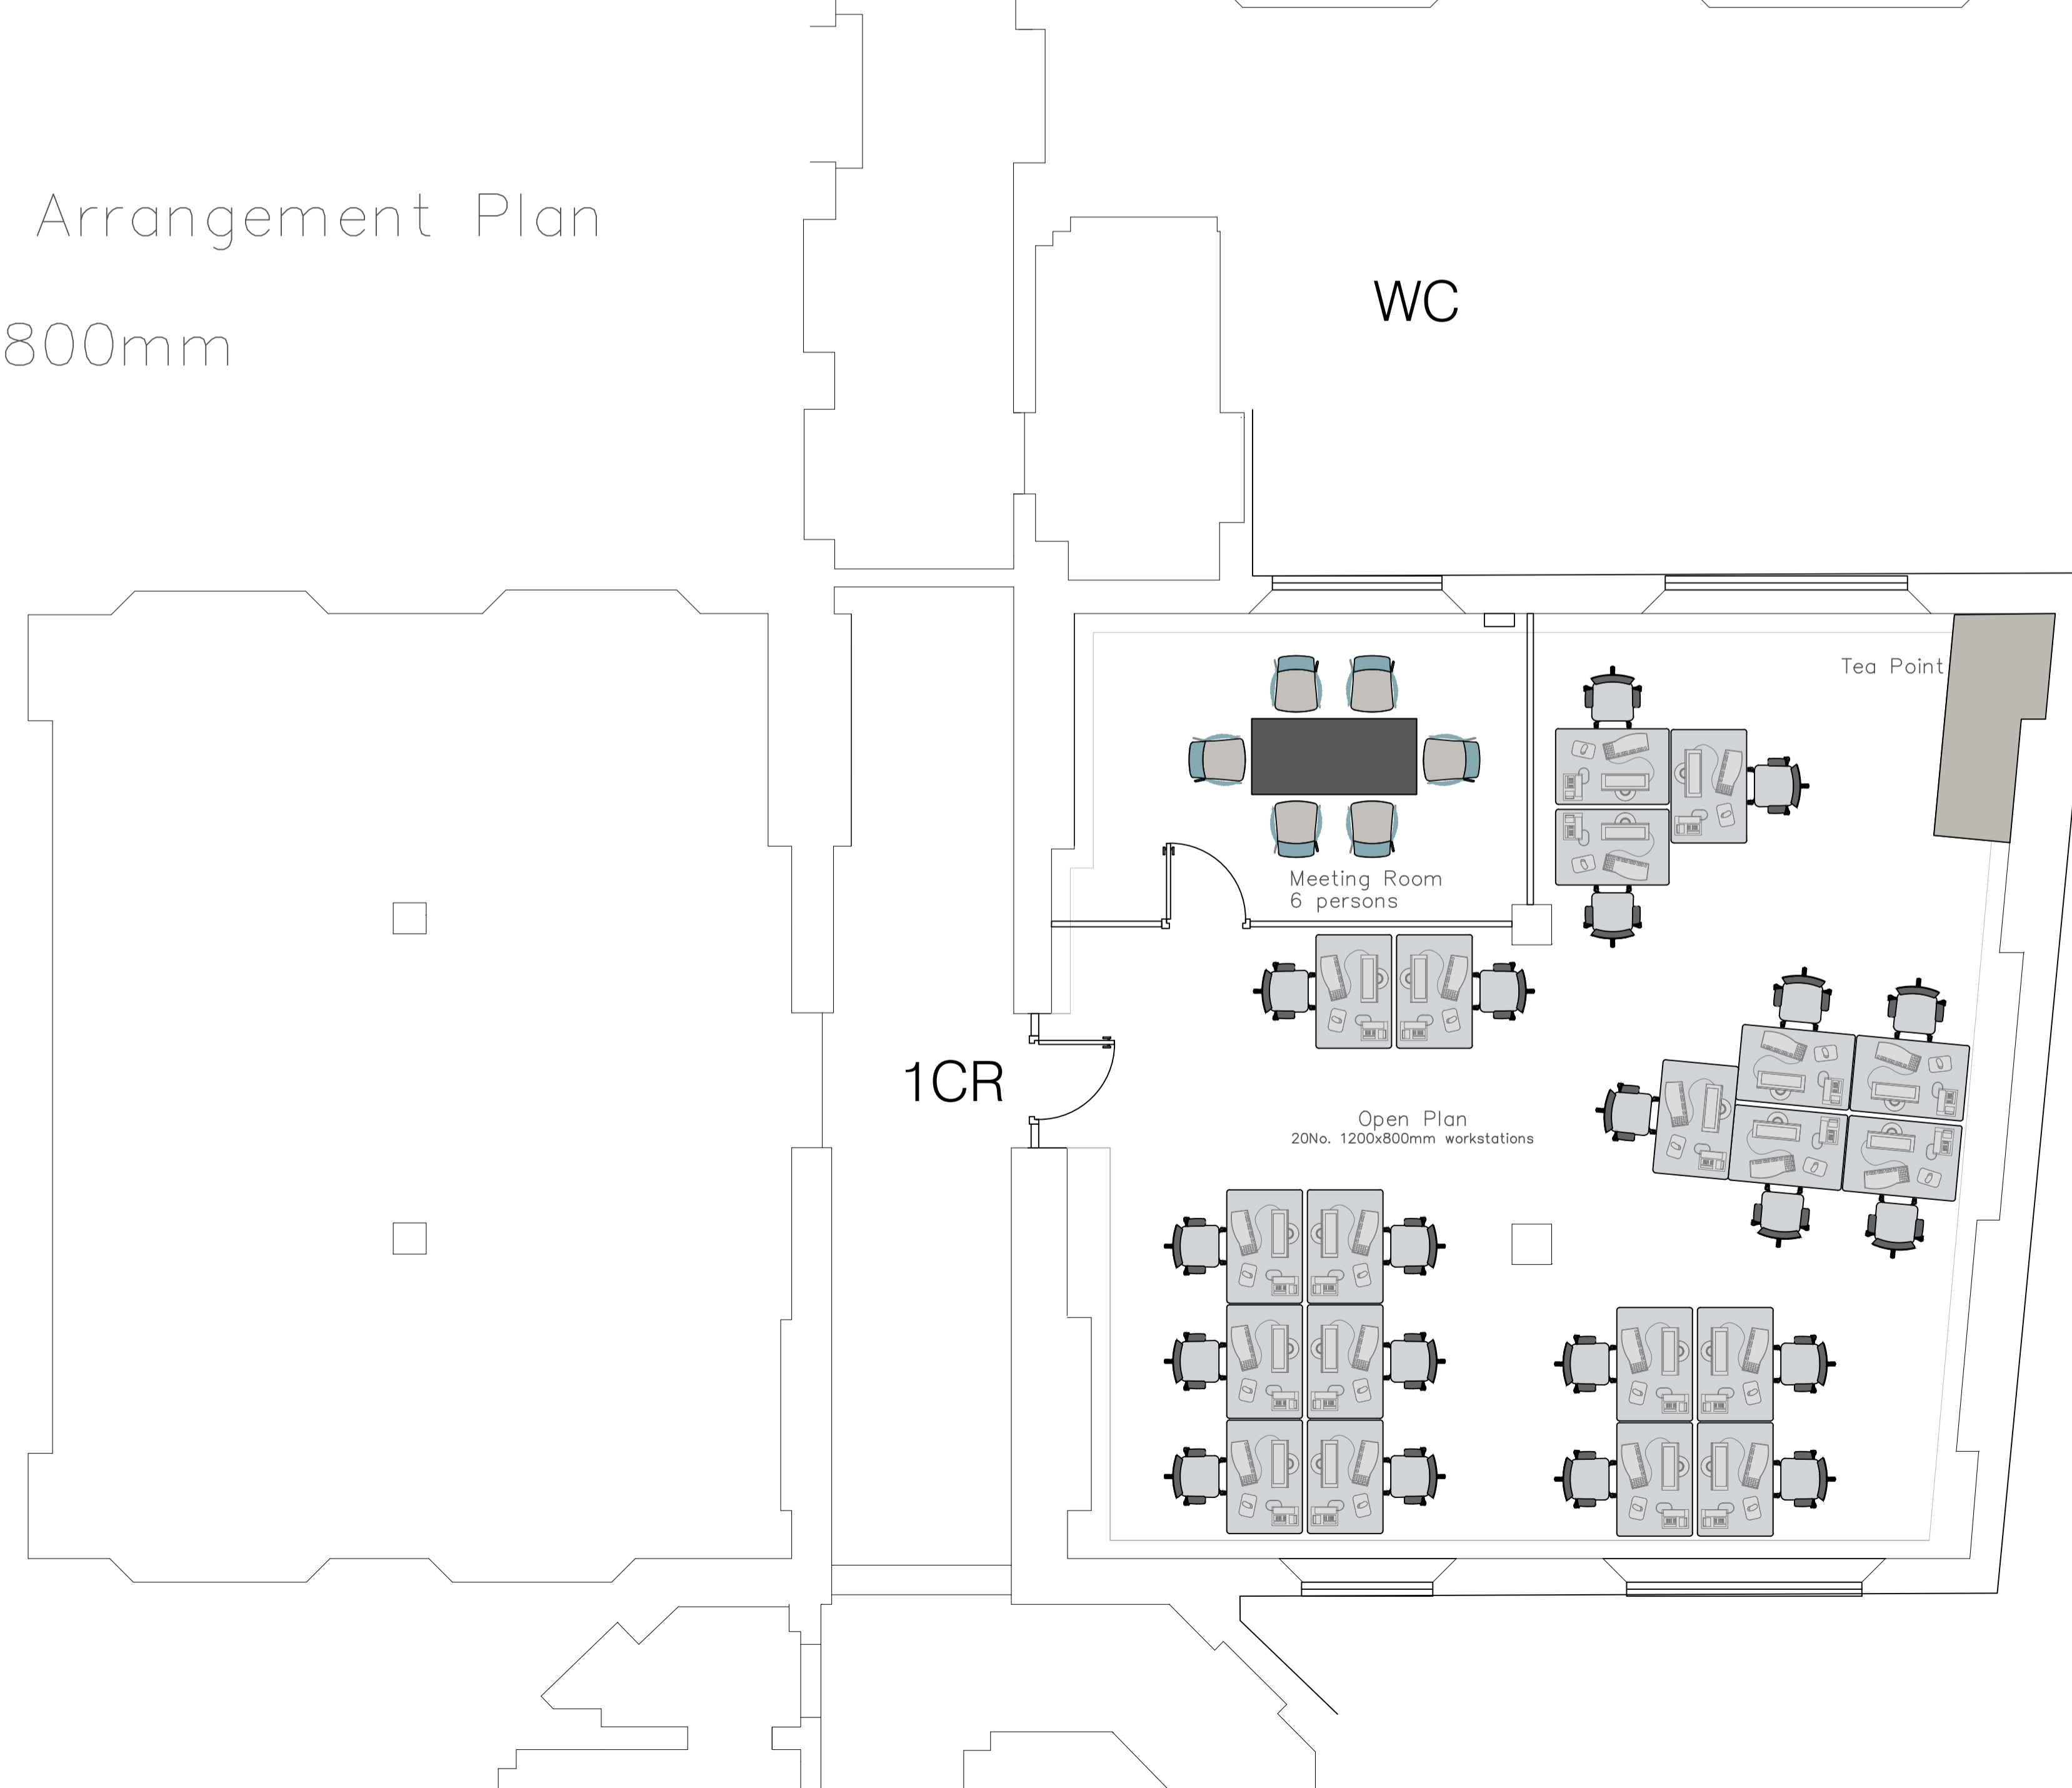 Arrangement Plan
800mm
WC
Tea Point
Meeting Room
6 persons
1CR
Open Plan
20No. 1200x800mm workstations